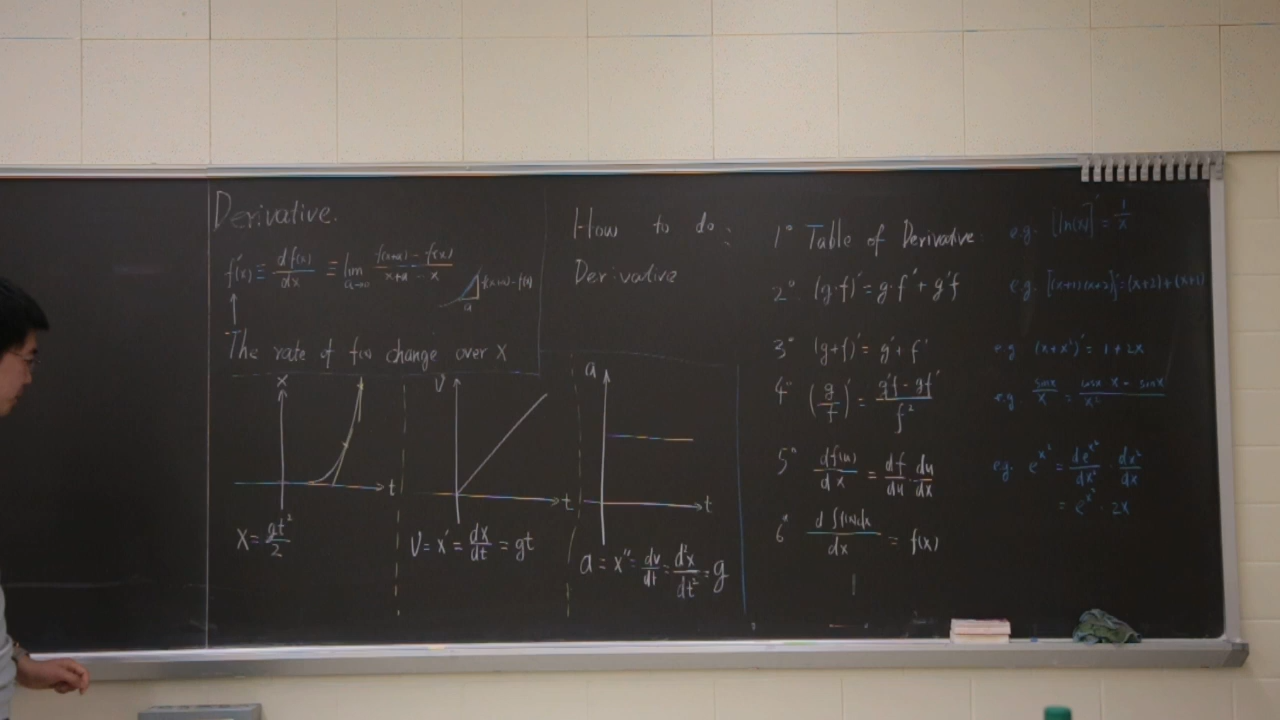 Derivative.
f'(x) ≡ df(x)/dx ≡ lim a→0 f(x+a) - f(x) / x+a - x
f(x+a) - f(x)
a
The rate of f(x) change over X
x
t
X = gt²/2
V
t
V = x' = dx/dt = gt
a
t
a = x'' = dv/dt = d²x/dt² = g
How to do:
Derivative
1° Table of Derivative: e.g. [ln(x)]' = 1/x
2° (g·f)' = g·f' + g'f e.g. [(x+1)(x+2)]' = (x+2)+(x+1)
3° (g+f)' = g'+f' e.g (x+x²)' = 1+2x
4° (g/f)' = g'f - gf' / f² e.g sinx/x = cosx x - sinx / x²
5° df(u)/dx = df/du · du/dx e.g. e^x² = de^x²/dx² · dx²/dx
= e^x² · 2x
6° d∫f(x)dx / dx = f(x)